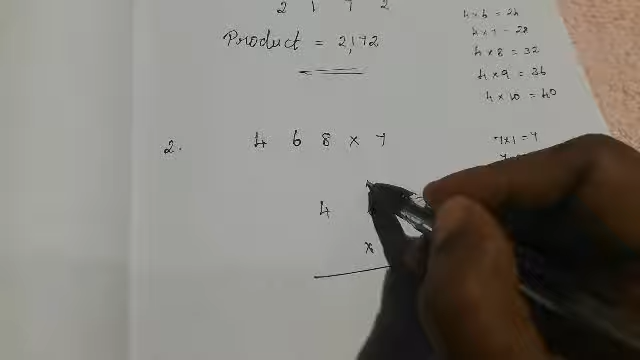 2 1 7 2
Product = 2,172
4 x 6 = 24
4 x 7 = 28
4 x 8 = 32
4 x 9 = 36
4 x 10 = 40
2. 4 6 8 x 7
7 x 1 = 7
4
x